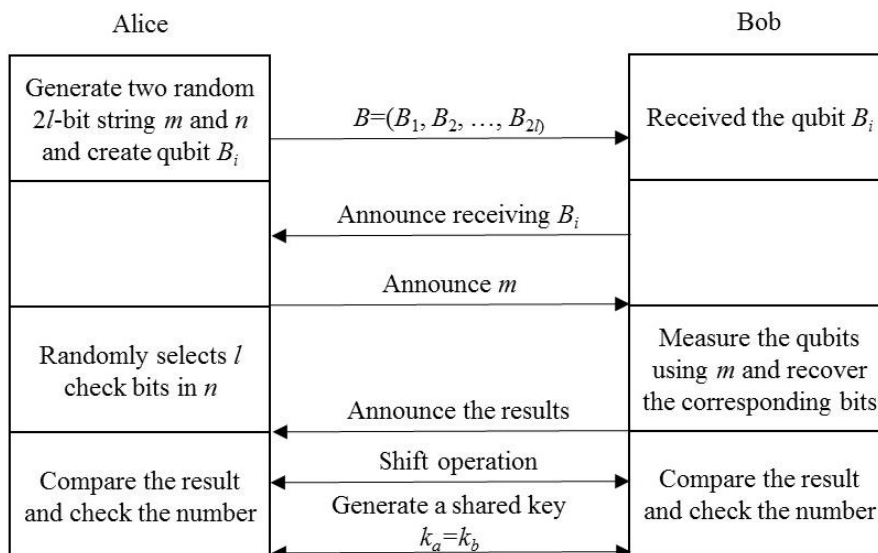 Alice
Bob
Generate two random
2l-bit string m and n
and create qubit Bi
B=(B1, B2, …, B2l)
Received the qubit Bi
Announce receiving Bi
Announce m
Randomly selects l
check bits in n
Measure the qubits
using m and recover
the corresponding bits
Announce the results
Compare the result
and check the number
Shift operation
Generate a shared key
ka=kb
Compare the result
and check the number